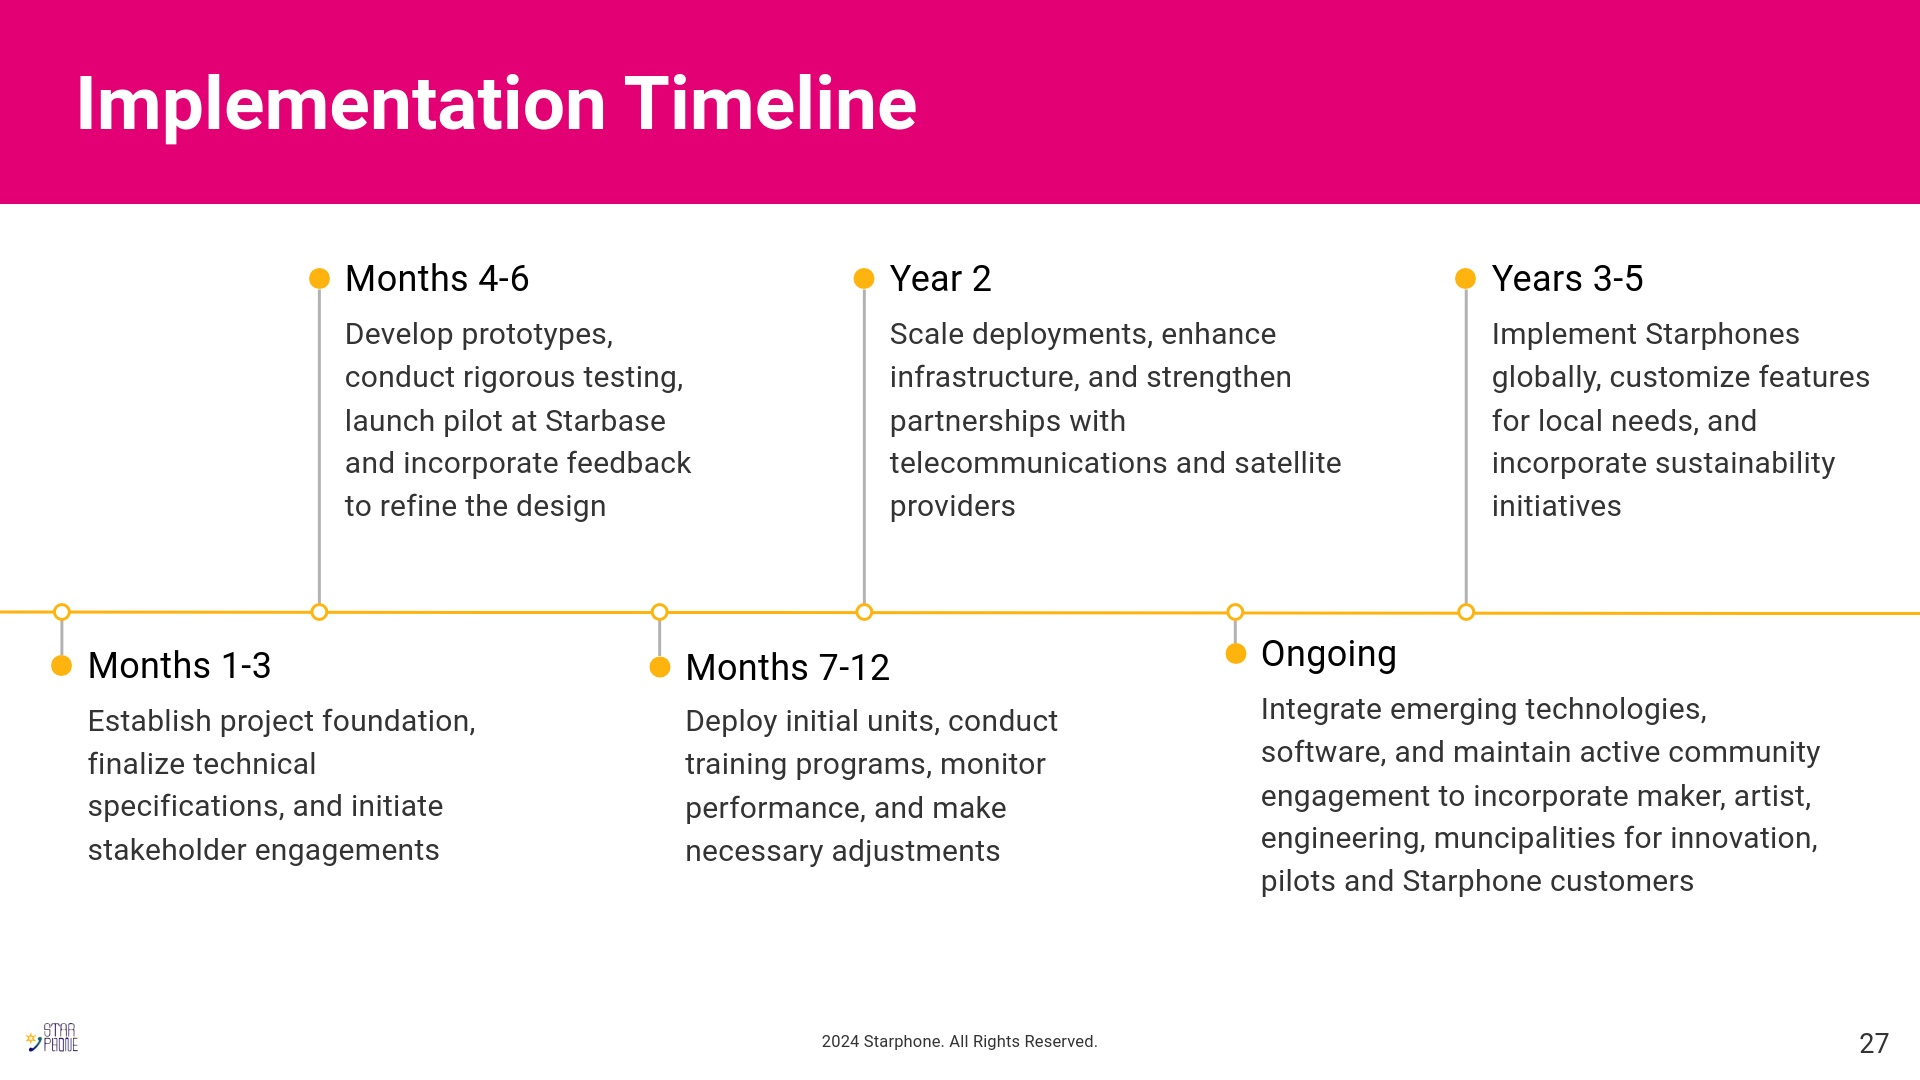 Implementation Timeline
Months 4-6
Develop prototypes,
conduct rigorous testing,
launch pilot at Starbase
and incorporate feedback
to refine the design
Year 2
Scale deployments, enhance
infrastructure, and strengthen
partnerships with
telecommunications and satellite
providers
Years 3-5
Implement Starphones
globally, customize features
for local needs, and
incorporate sustainability
initiatives
Months 1-3
Establish project foundation,
finalize technical
specifications, and initiate
stakeholder engagements
Months 7-12
Deploy initial units, conduct
training programs, monitor
performance, and make
necessary adjustments
Ongoing
Integrate emerging technologies,
software, and maintain active community
engagement to incorporate maker, artist,
engineering, muncipalities for innovation,
pilots and Starphone customers
STAR
PHONE
2024 Starphone. All Rights Reserved.
27